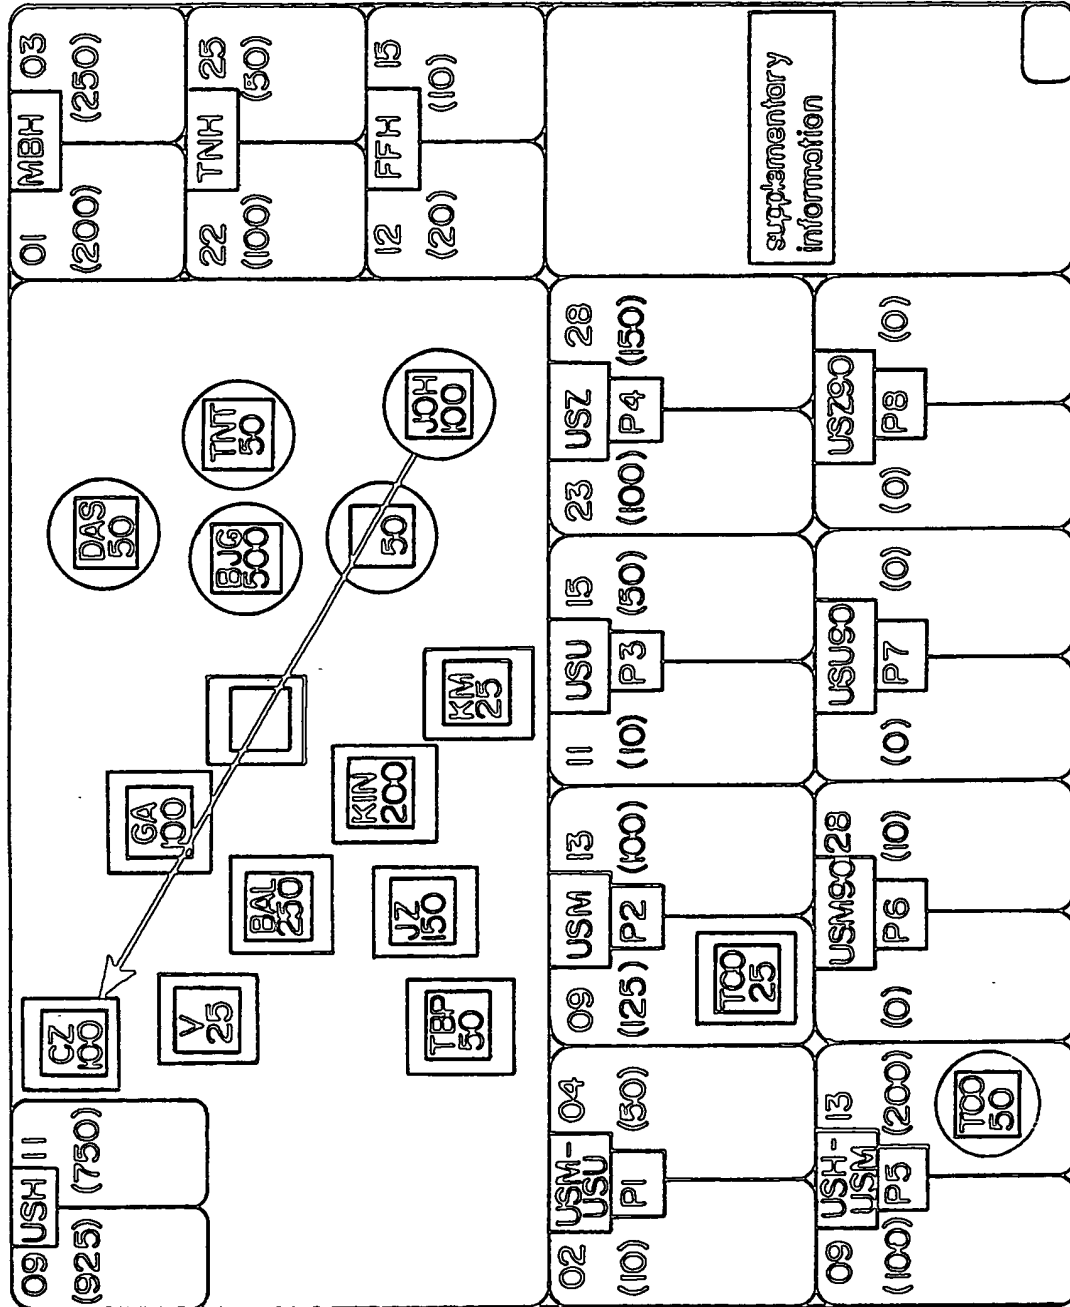 09 USH 11
(925) (750)
CZ
100
V
25
GA
100
BAL
250
TBP
50
JZ
150
KIN
200
KM
25
DAS
50
BJG
500
TNT
50
50
JOH
100
01 MBH 03
(200) (250)
22 TNH 25
(100) (50)
12 FFH 15
(20) (10)
02 USM-
USU 04
(10) P1 (50)
09 USM 13
(125) P2 (100)
TCO
25
11 USU 15
(10) P3 (50)
23 USZ 28
(100) P4 (150)
09 USH-
USM 13
(100) P5 (200)
TCO
50
USM90 28
(0) P6 (10)
USU90
(0) P7 (0)
USZ90
(0) P8 (0)
supplementary
information